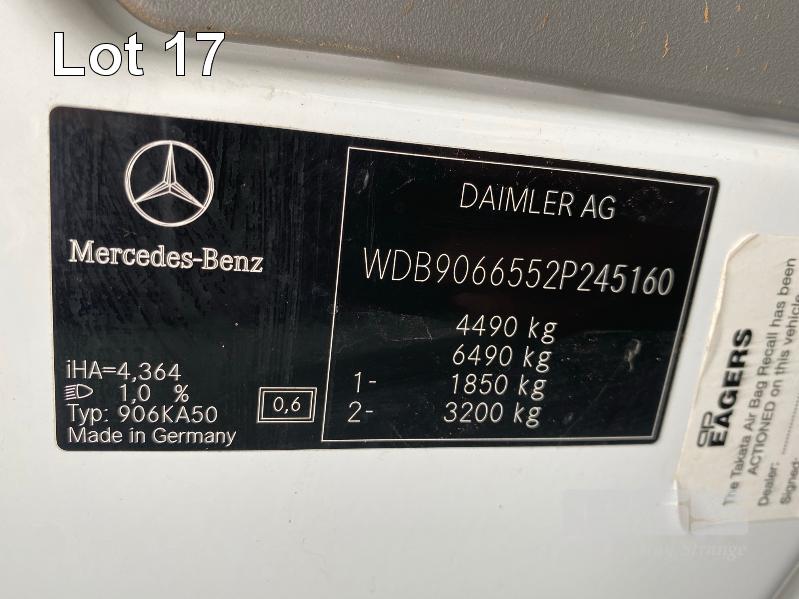 Lot 17
Mercedes-Benz
iHA=4,364
1,0 %
Typ: 906KA50
Made in Germany
0,6
DAIMLER AG
WDB9066552P245160
4490 kg
6490 kg
1- 1850 kg
2- 3200 kg
EAGERS
The Takata Air Bag Recall has been
ACTIONED on this vehicle
Dealer:
Signed:
Strange